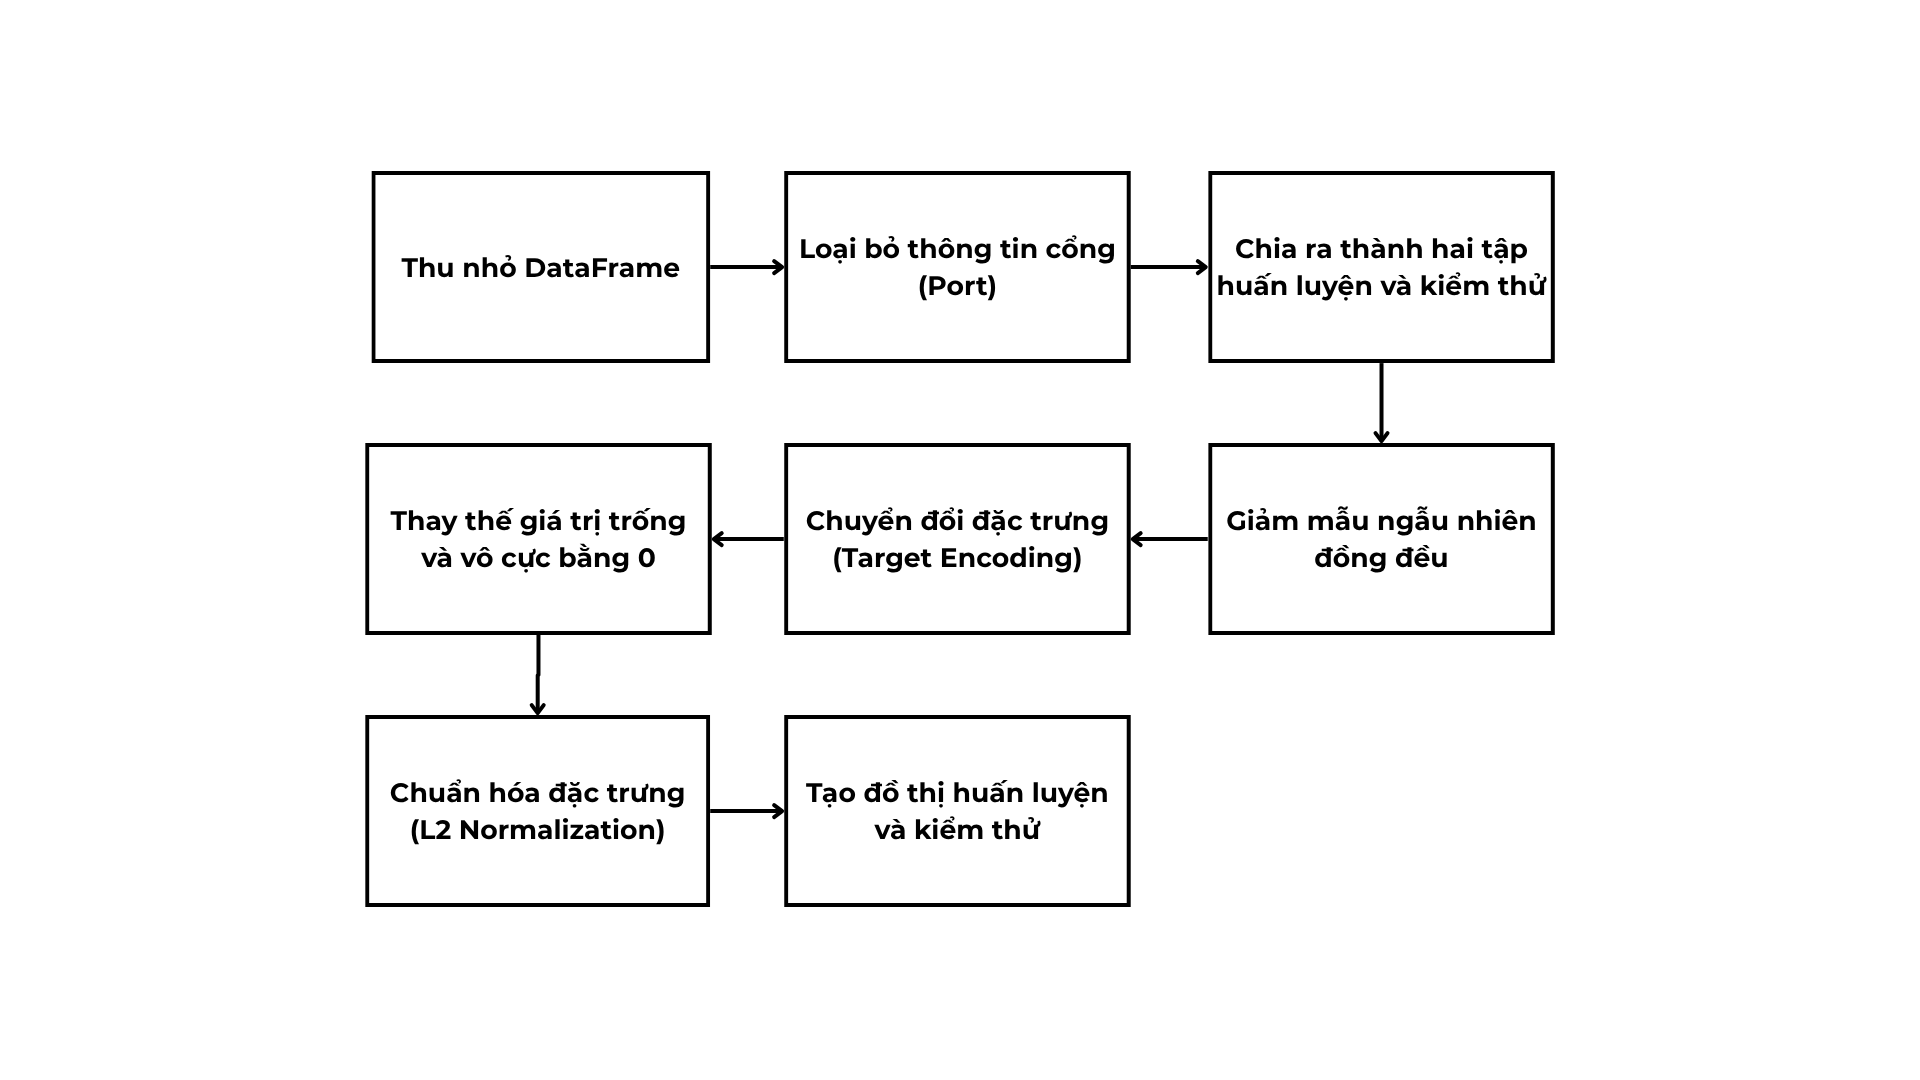 Thu nhỏ DataFrame
Loại bỏ thông tin cổng
(Port)
Chia ra thành hai tập
huấn luyện và kiểm thử
Giảm mẫu ngẫu nhiên
đồng đều
Chuyển đổi đặc trưng
(Target Encoding)
Thay thế giá trị trống
và vô cực bằng 0
Chuẩn hóa đặc trưng
(L2 Normalization)
Tạo đồ thị huấn luyện
và kiểm thử